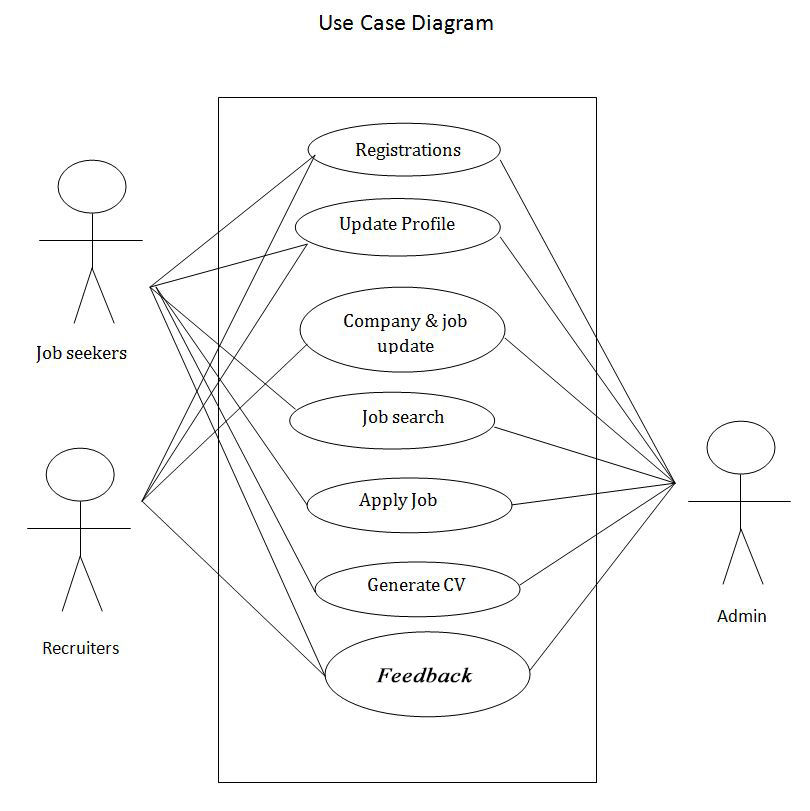 Use Case Diagram
Registrations
Update Profile
Job seekers
Company & job
update
Job search
Apply Job
Generate CV
Admin
Recruiters
Feedback